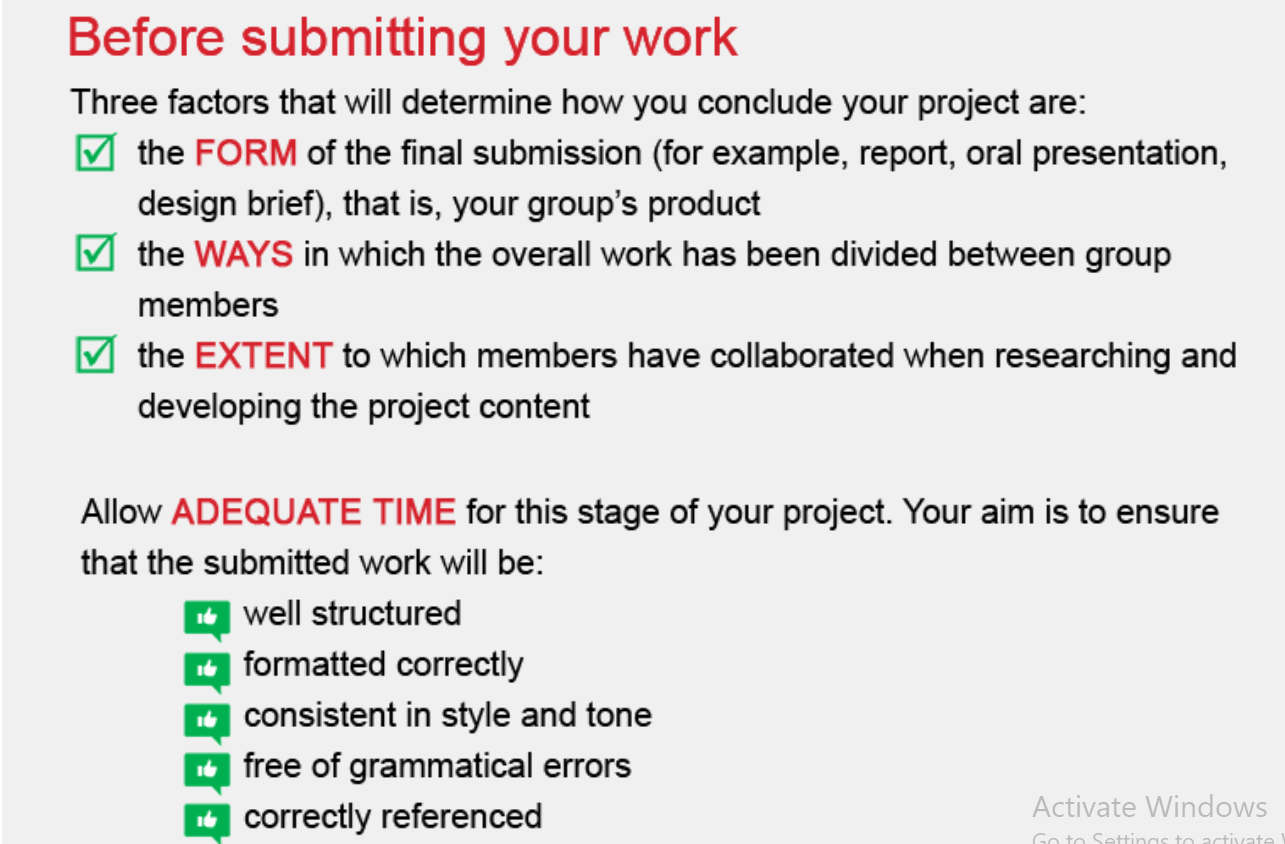 Before submitting your work
Three factors that will determine how you conclude your project are:
the FORM of the final submission (for example, report, oral presentation,
design brief), that is, your group's product
the WAYS in which the overall work has been divided between group
members
the EXTENT to which members have collaborated when researching and
developing the project content
Allow ADEQUATE TIME for this stage of your project. Your aim is to ensure
that the submitted work will be:
well structured
formatted correctly
consistent in style and tone
free of grammatical errors
correctly referenced
Activate Windows
Go to Settings to activate